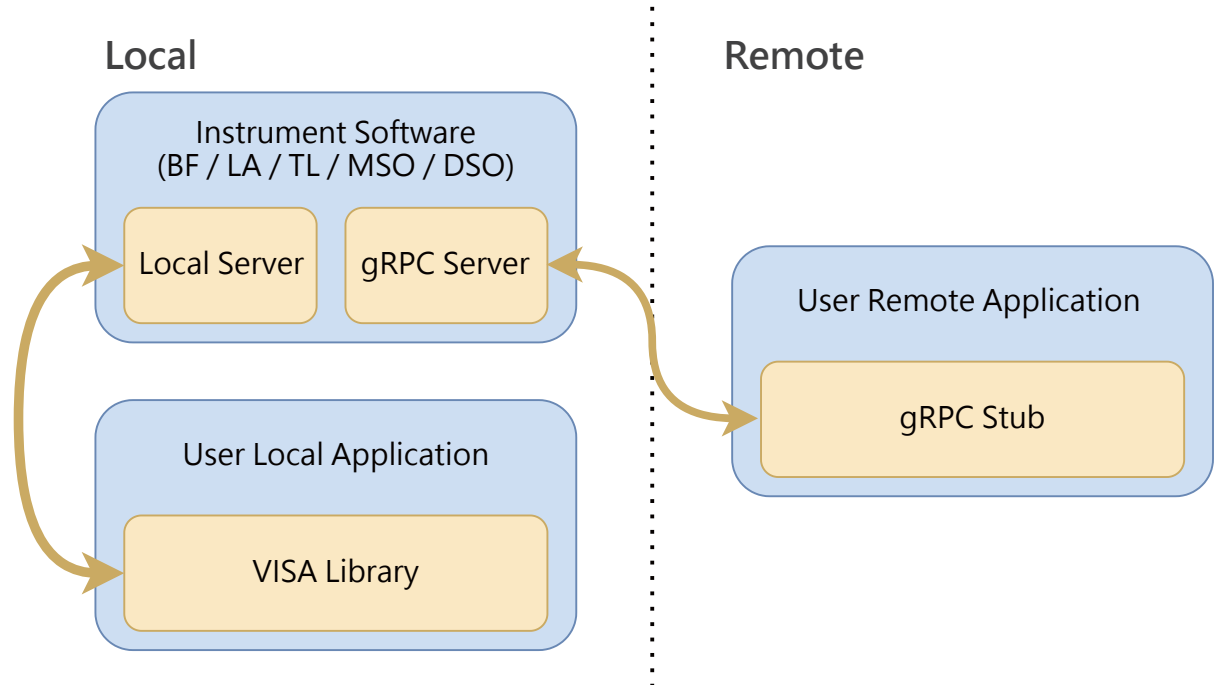 Local
Remote
Instrument Software
(BF / LA / TL / MSO / DSO)
Local Server
gRPC Server
User Remote Application
gRPC Stub
User Local Application
VISA Library